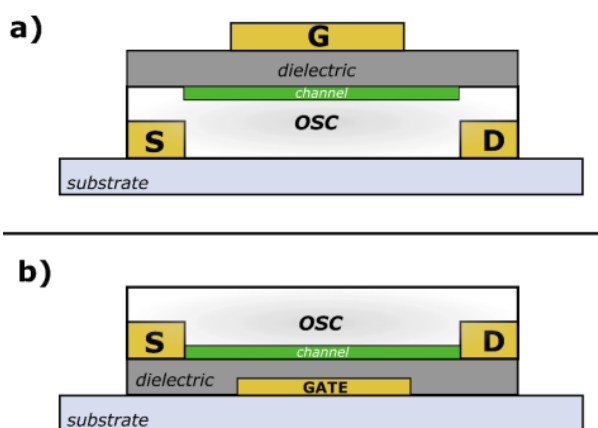 a)
G
dielectric
channel
OSC
S
D
substrate
b)
OSC
S
D
channel
dielectric
GATE
substrate